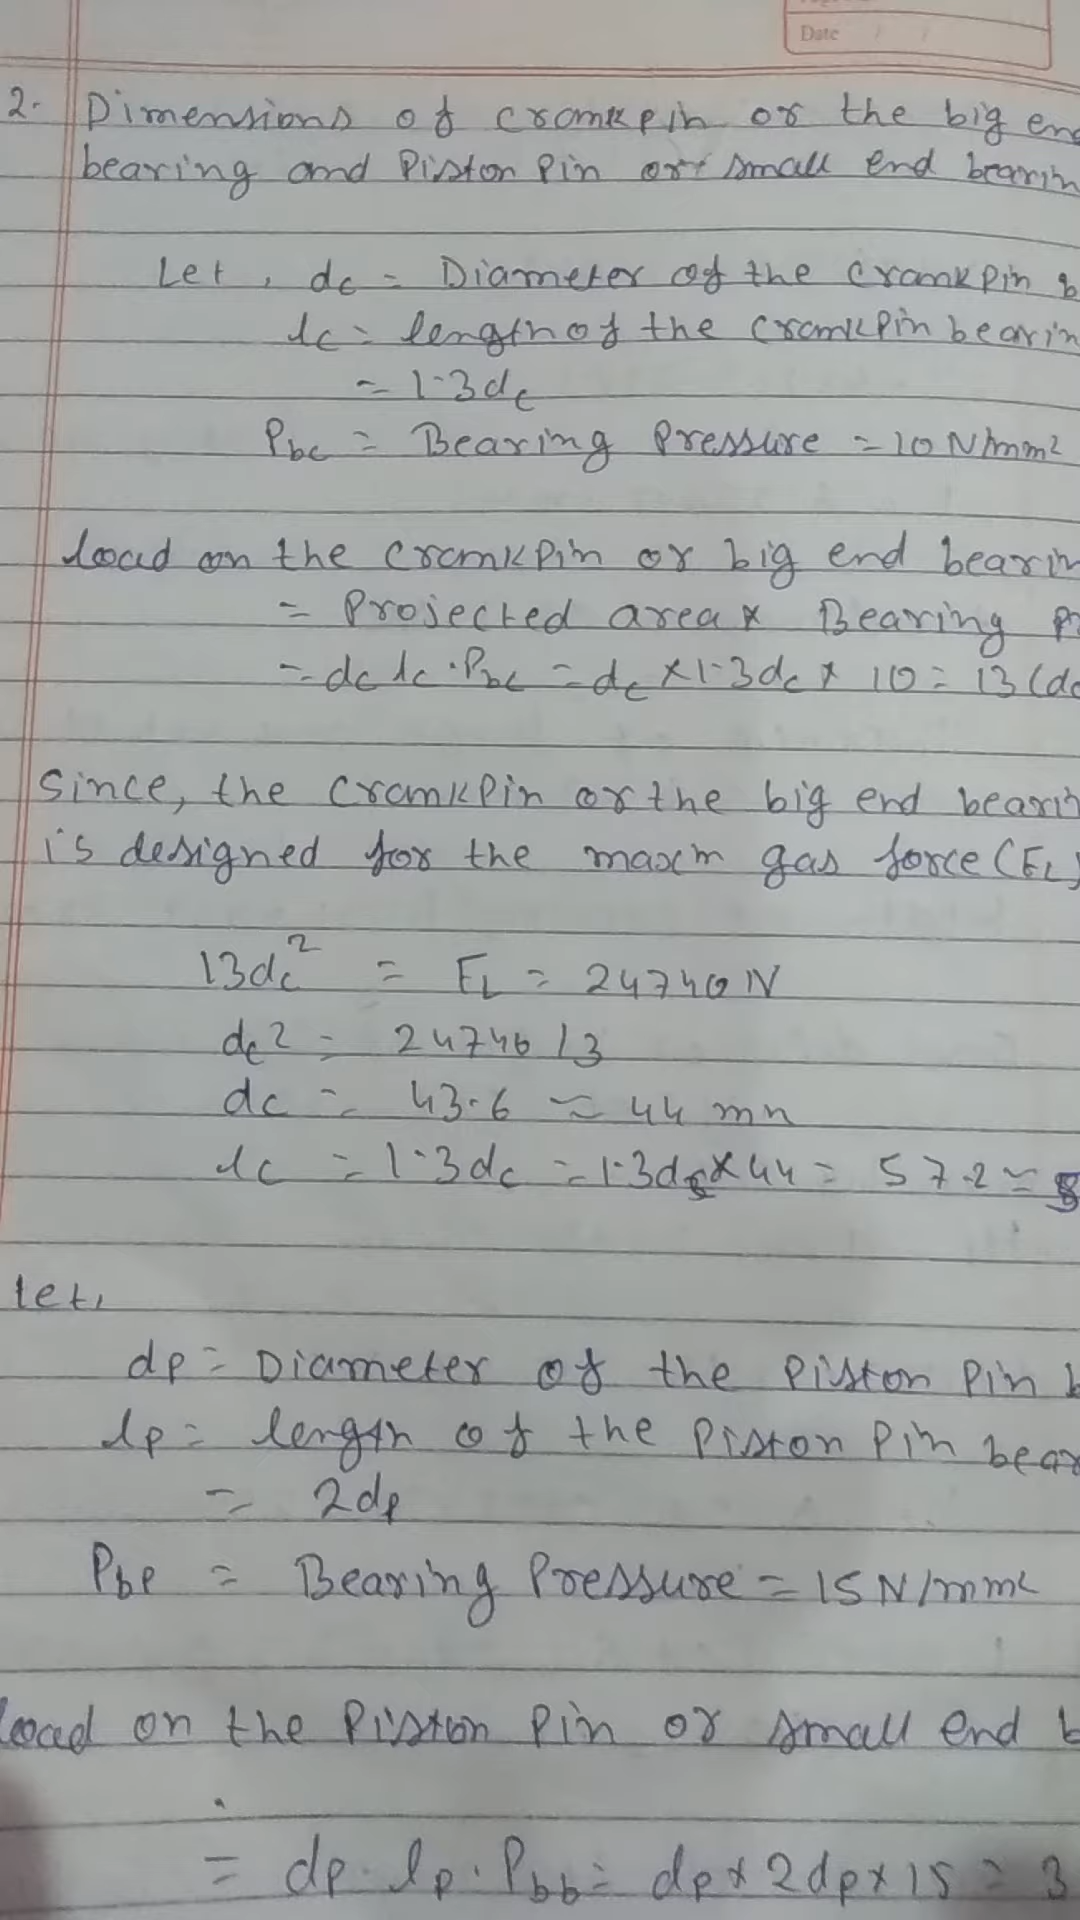 Date / /
2. Dimensions of crankpin or the big end
bearing and Piston Pin or small end bearin
Let, dc = Diameter of the Crankpin b
lc = length of the crankpin bearin
= 1.3dc
Pbc = Bearing Pressure = 10 N/mm²
load on the crankpin or big end bearin
= Projected area × Bearing Pr
= dc lc . Pbc = dc × 1.3dc × 10 = 13 (dc
Since, the crankpin or the big end bearin
is designed for the maxm gas force (FL)
13dc² = FL = 24740 N
dc² = 24740 13
dc = 43.6 ≈ 44 mm
lc = 1.3dc = 1.3dc × 44 = 57.2 ≈ 5
let,
dp = Diameter of the Piston Pin b
lp = length of the Piston Pin bear
= 2dp
Pbp = Bearing Pressure = 15 N/mm²
load on the Piston Pin or small end b
= dp . lp . Pbb = dp × 2dp × 15 = 3